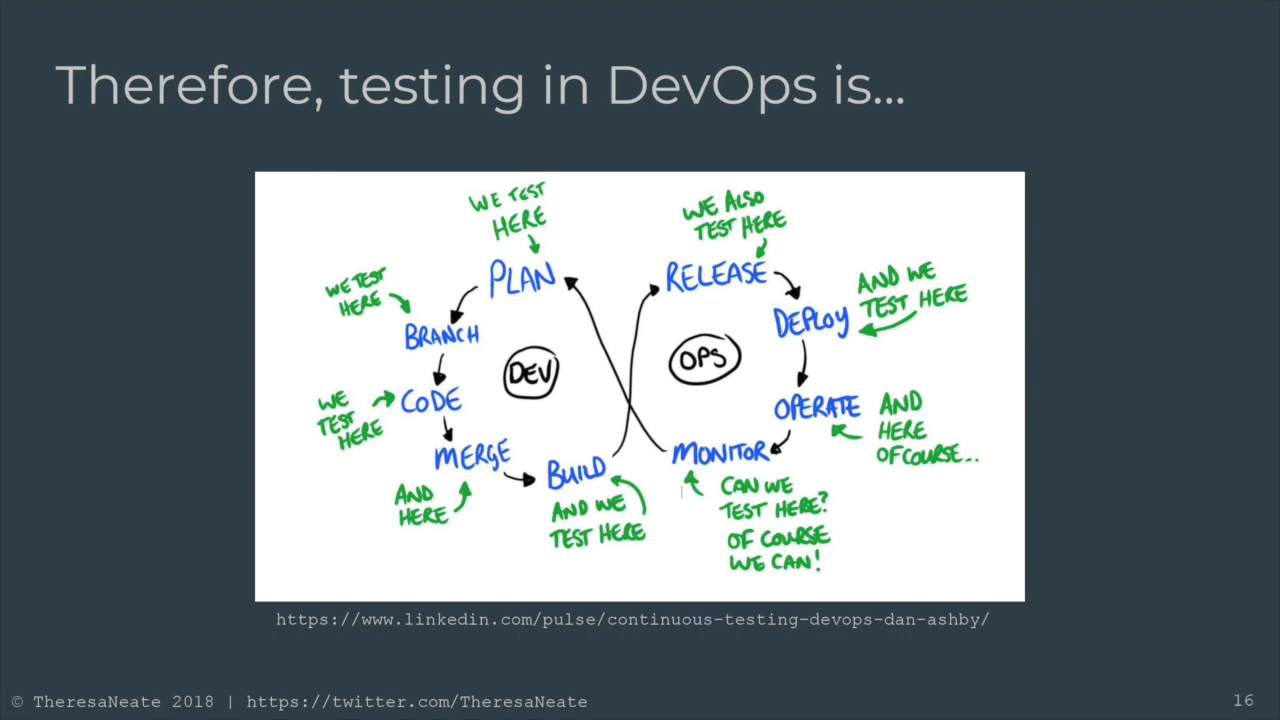 Therefore, testing in DevOps is...
WE TEST
HERE
PLAN
WE TEST
HERE
BRANCH
WE
TEST
HERE
CODE
DEV
MERGE
AND
HERE
BUILD
AND WE
TEST HERE
WE ALSO
TEST HERE
RELEASE
AND WE
TEST HERE
DEPLOY
OPS
OPERATE
AND
HERE
OFCOURSE...
MONITOR
CAN WE
TEST HERE?
OF COURSE
WE CAN!
https://www.linkedin.com/pulse/continuous-testing-devops-dan-ashby/
© TheresaNeate 2018 | https://twitter.com/TheresaNeate
16